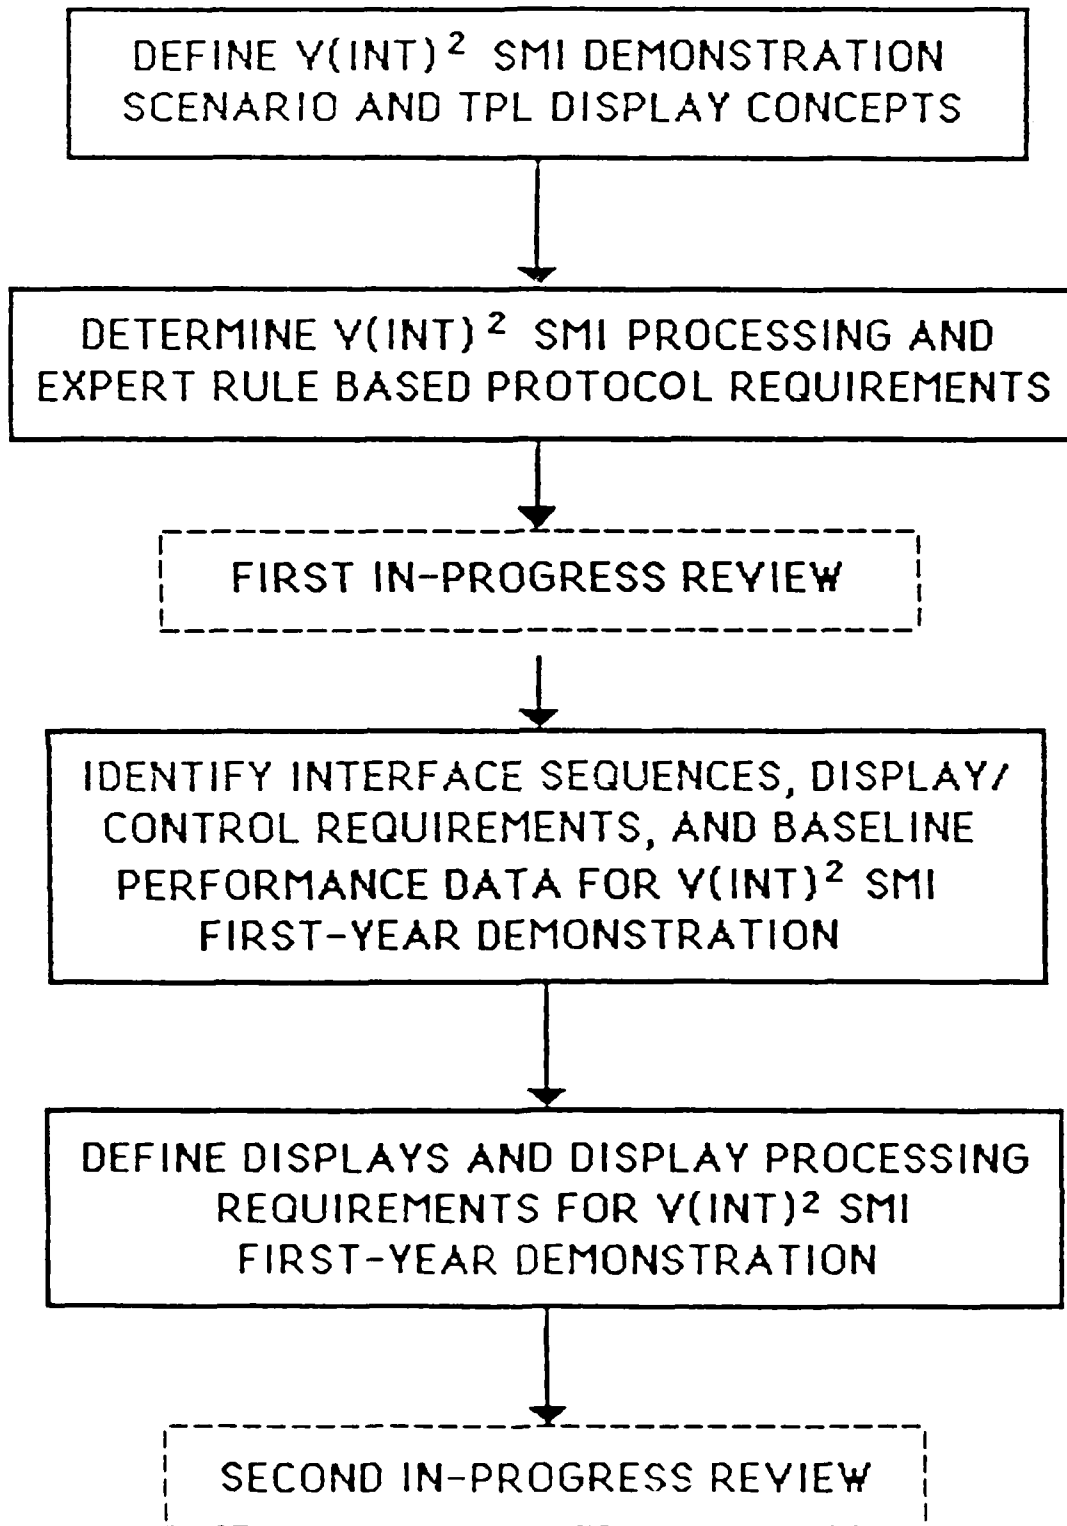 DEFINE V(INT)² SMI DEMONSTRATION
SCENARIO AND TPL DISPLAY CONCEPTS
DETERMINE V(INT)² SMI PROCESSING AND
EXPERT RULE BASED PROTOCOL REQUIREMENTS
FIRST IN-PROGRESS REVIEW
IDENTIFY INTERFACE SEQUENCES, DISPLAY/
CONTROL REQUIREMENTS, AND BASELINE
PERFORMANCE DATA FOR V(INT)² SMI
FIRST-YEAR DEMONSTRATION
DEFINE DISPLAYS AND DISPLAY PROCESSING
REQUIREMENTS FOR V(INT)² SMI
FIRST-YEAR DEMONSTRATION
SECOND IN-PROGRESS REVIEW